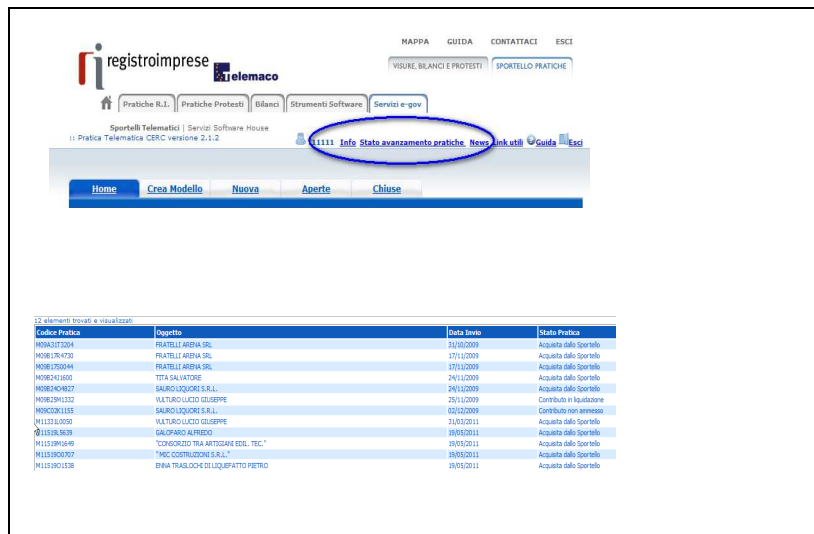 MAPPA GUIDA CONTATTACI ESCI
registroimprese Telemaco
VISURE, BILANCI E PROTESTI SPORTELLO PRATICHE
Pratiche R.I. Pratiche Protesti Bilanci Strumenti Software Servizi e-gov
Sportelli Telematici | Servizi Software House
:: Pratica Telematica CERC versione 2.1.2
11111 Info Stato avanzamento pratiche News Link utili Guida Esci
Home Crea Modello Nuova Aperte Chiuse
12 elementi trovati e visualizzati
Codice Pratica Oggetto Data Invio Stato Pratica
M09A31T3204 FRATELLI ARENA SRL 31/10/2009 Acquisita dallo Sportello
M09B17R4730 FRATELLI ARENA SRL 17/11/2009 Acquisita dallo Sportello
M09B17S0044 FRATELLI ARENA SRL 17/11/2009 Acquisita dallo Sportello
M09B24J1600 TITA SALVATORE 24/11/2009 Acquisita dallo Sportello
M09B24O4827 SAURO LIQUORI S.R.L. 24/11/2009 Acquisita dallo Sportello
M09B25M1332 VULTURO LUCIO GIUSEPPE 25/11/2009 Contributo in liquidazione
M09C02K1155 SAURO LIQUORI S.R.L. 02/12/2009 Contributo non ammesso
M11331L0050 VULTURO LUCIO GIUSEPPE 31/03/2011 Acquisita dallo Sportello
11519L5639 GALOFARO ALFREDO 19/05/2011 Acquisita dallo Sportello
M11519M1649 "CONSORZIO TRA ARTIGIANI EDIL. TEC." 19/05/2011 Acquisita dallo Sportello
M11519O0707 "MIC COSTRUZIONI S.R.L." 19/05/2011 Acquisita dallo Sportello
M11519O1538 ENNA TRASLOCHI DI LIQUEFATTO PIETRO 19/05/2011 Acquisita dallo Sportello